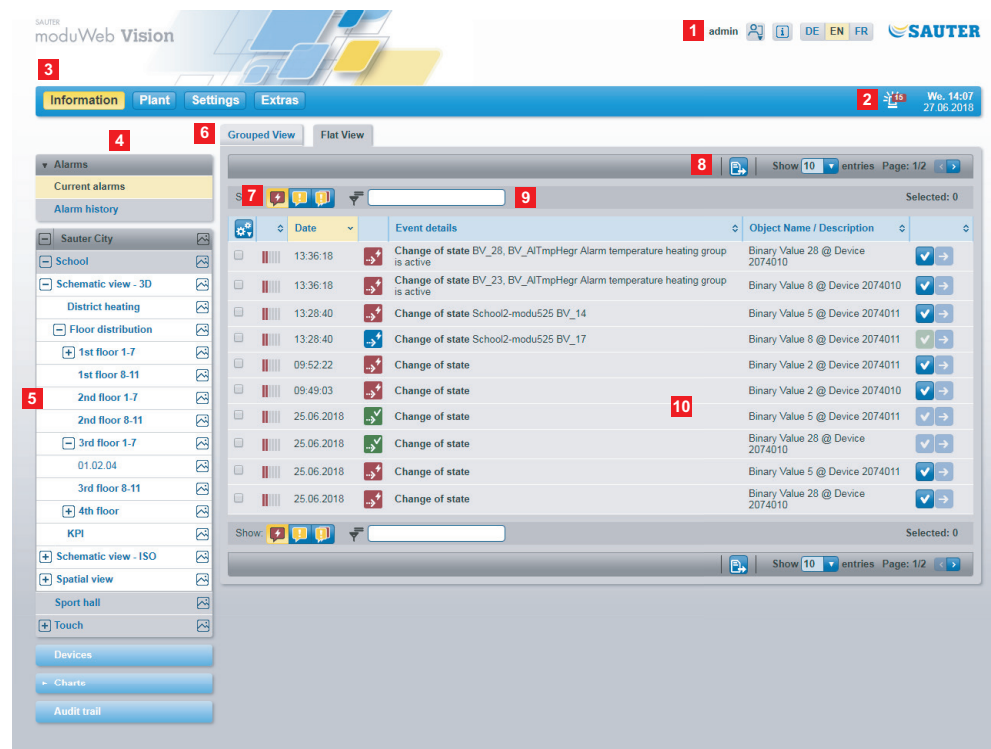 SAUTER
moduWeb Vision
1 admin DE EN FR SAUTER
3
Information Plant Settings Extras
2 15 We. 14:07
27.06.2018
4
6 Grouped View Flat View
Alarms
Current alarms
Alarm history
Sauter City
School
Schematic view - 3D
District heating
Floor distribution
1st floor 1-7
1st floor 8-11
5 2nd floor 1-7
2nd floor 8-11
3rd floor 1-7
01.02.04
3rd floor 8-11
4th floor
KPI
Schematic view - ISO
Spatial view
Sport hall
Touch
Devices
Charts
Audit trail
8 Show 10 entries Page: 1/2
7 9 Selected: 0
Date Event details Object Name / Description
13:36:18 Change of state BV_28, BV_AlTmpHegr Alarm temperature heating group
is active
Binary Value 28 @ Device
2074010
13:36:18 Change of state BV_23, BV_AlTmpHegr Alarm temperature heating group
is active
Binary Value 8 @ Device 2074010
13:28:40 Change of state School2-modu525 BV_14 Binary Value 5 @ Device 2074011
13:28:40 Change of state School2-modu525 BV_17 Binary Value 8 @ Device 2074011
09:52:22 Change of state Binary Value 2 @ Device 2074011
09:49:03 Change of state Binary Value 2 @ Device 2074010
10
25.06.2018 Change of state Binary Value 5 @ Device 2074011
25.06.2018 Change of state Binary Value 28 @ Device
2074010
25.06.2018 Change of state Binary Value 5 @ Device 2074011
25.06.2018 Change of state Binary Value 28 @ Device
2074010
Show: Selected: 0
Show 10 entries Page: 1/2